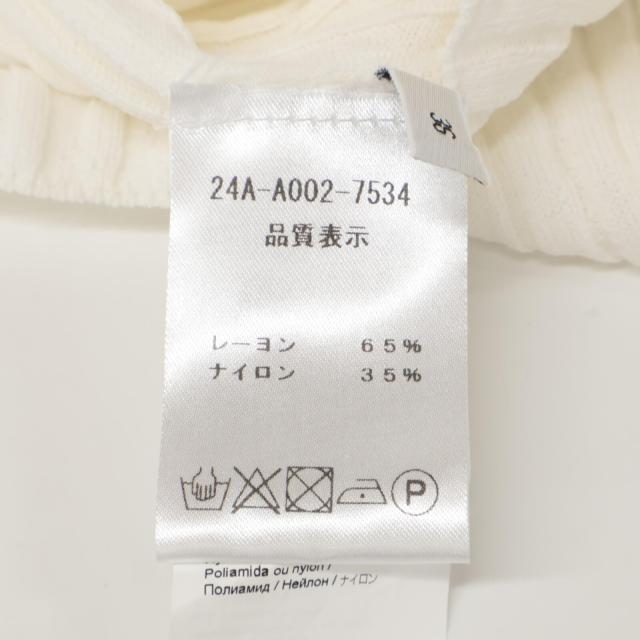 36
24A-A002-7534
品質表示
レーヨン 65%
ナイロン 35%
P
Poliamida ou nylon /
Полиамид / Нейлон / ナイロン